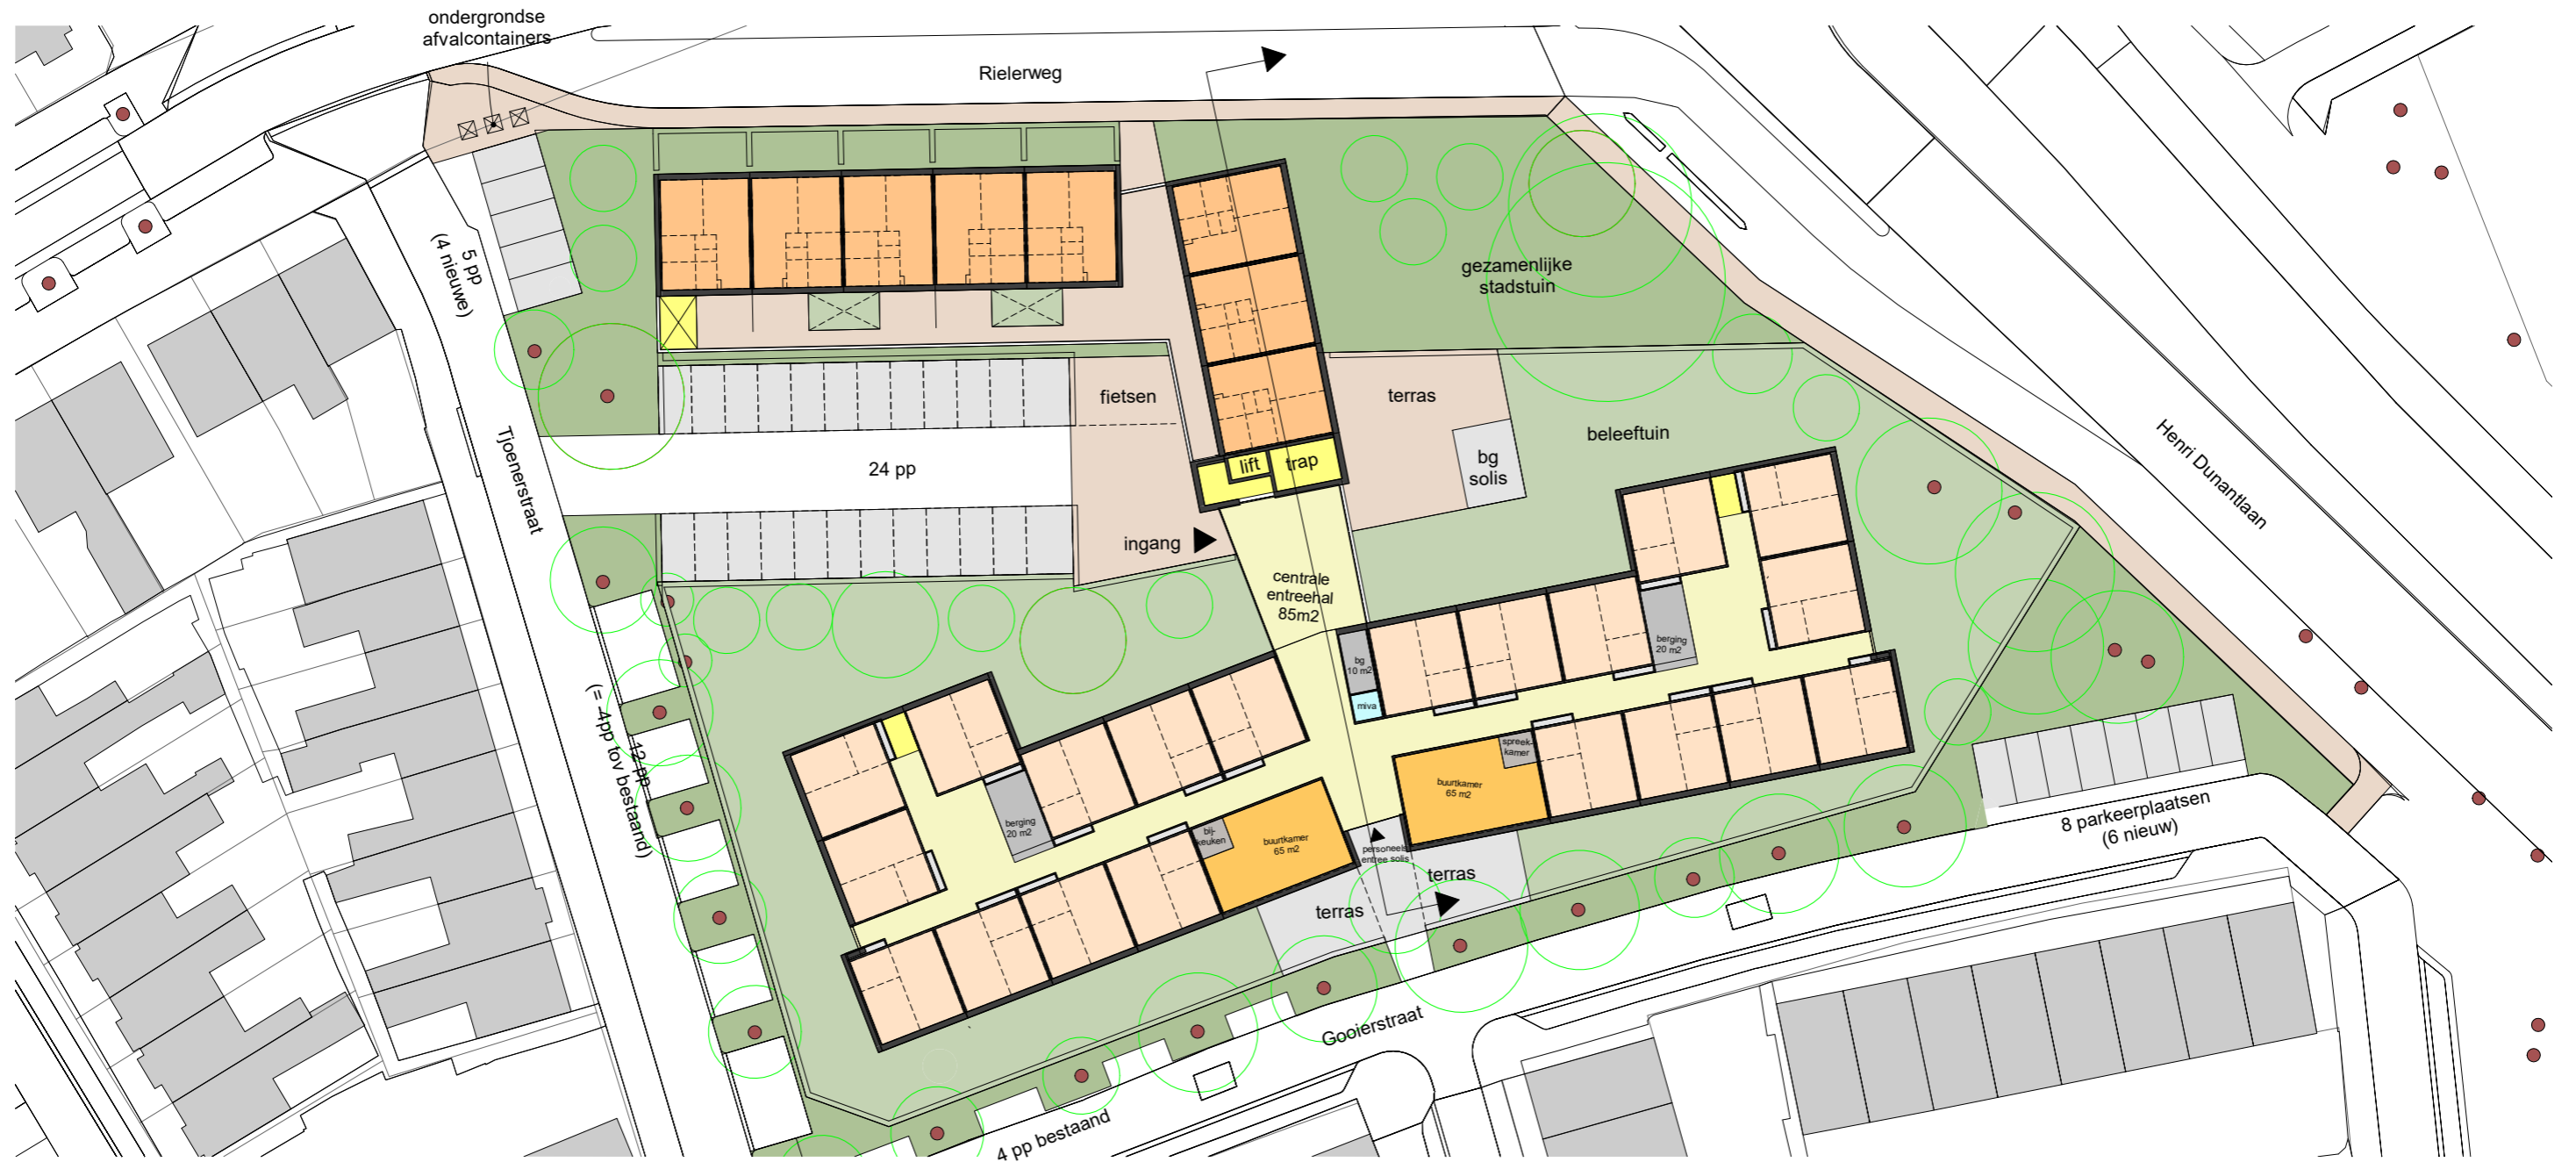 ondergrondse
afvalcontainers
Rielerweg
5 pp
(4 nieuwe)
gezamenlijke
stadstuin
fietsen
terras
beleeftuin
lift
trap
bg
solis
24 pp
Tjoenerstraat
Henri Dunantlaan
ingang
centrale
entreehal
85m2
bg
10 m2
miva
berging
20 m2
12 pp
(= -4pp tov bestaand)
spreek-
kamer
buurtkamer
65 m2
berging
20 m2
bij-
keuken
buurtkamer
65 m2
personeels
entree solis
terras
terras
8 parkeerplaatsen
(6 nieuw)
Gooierstraat
4 pp bestaand